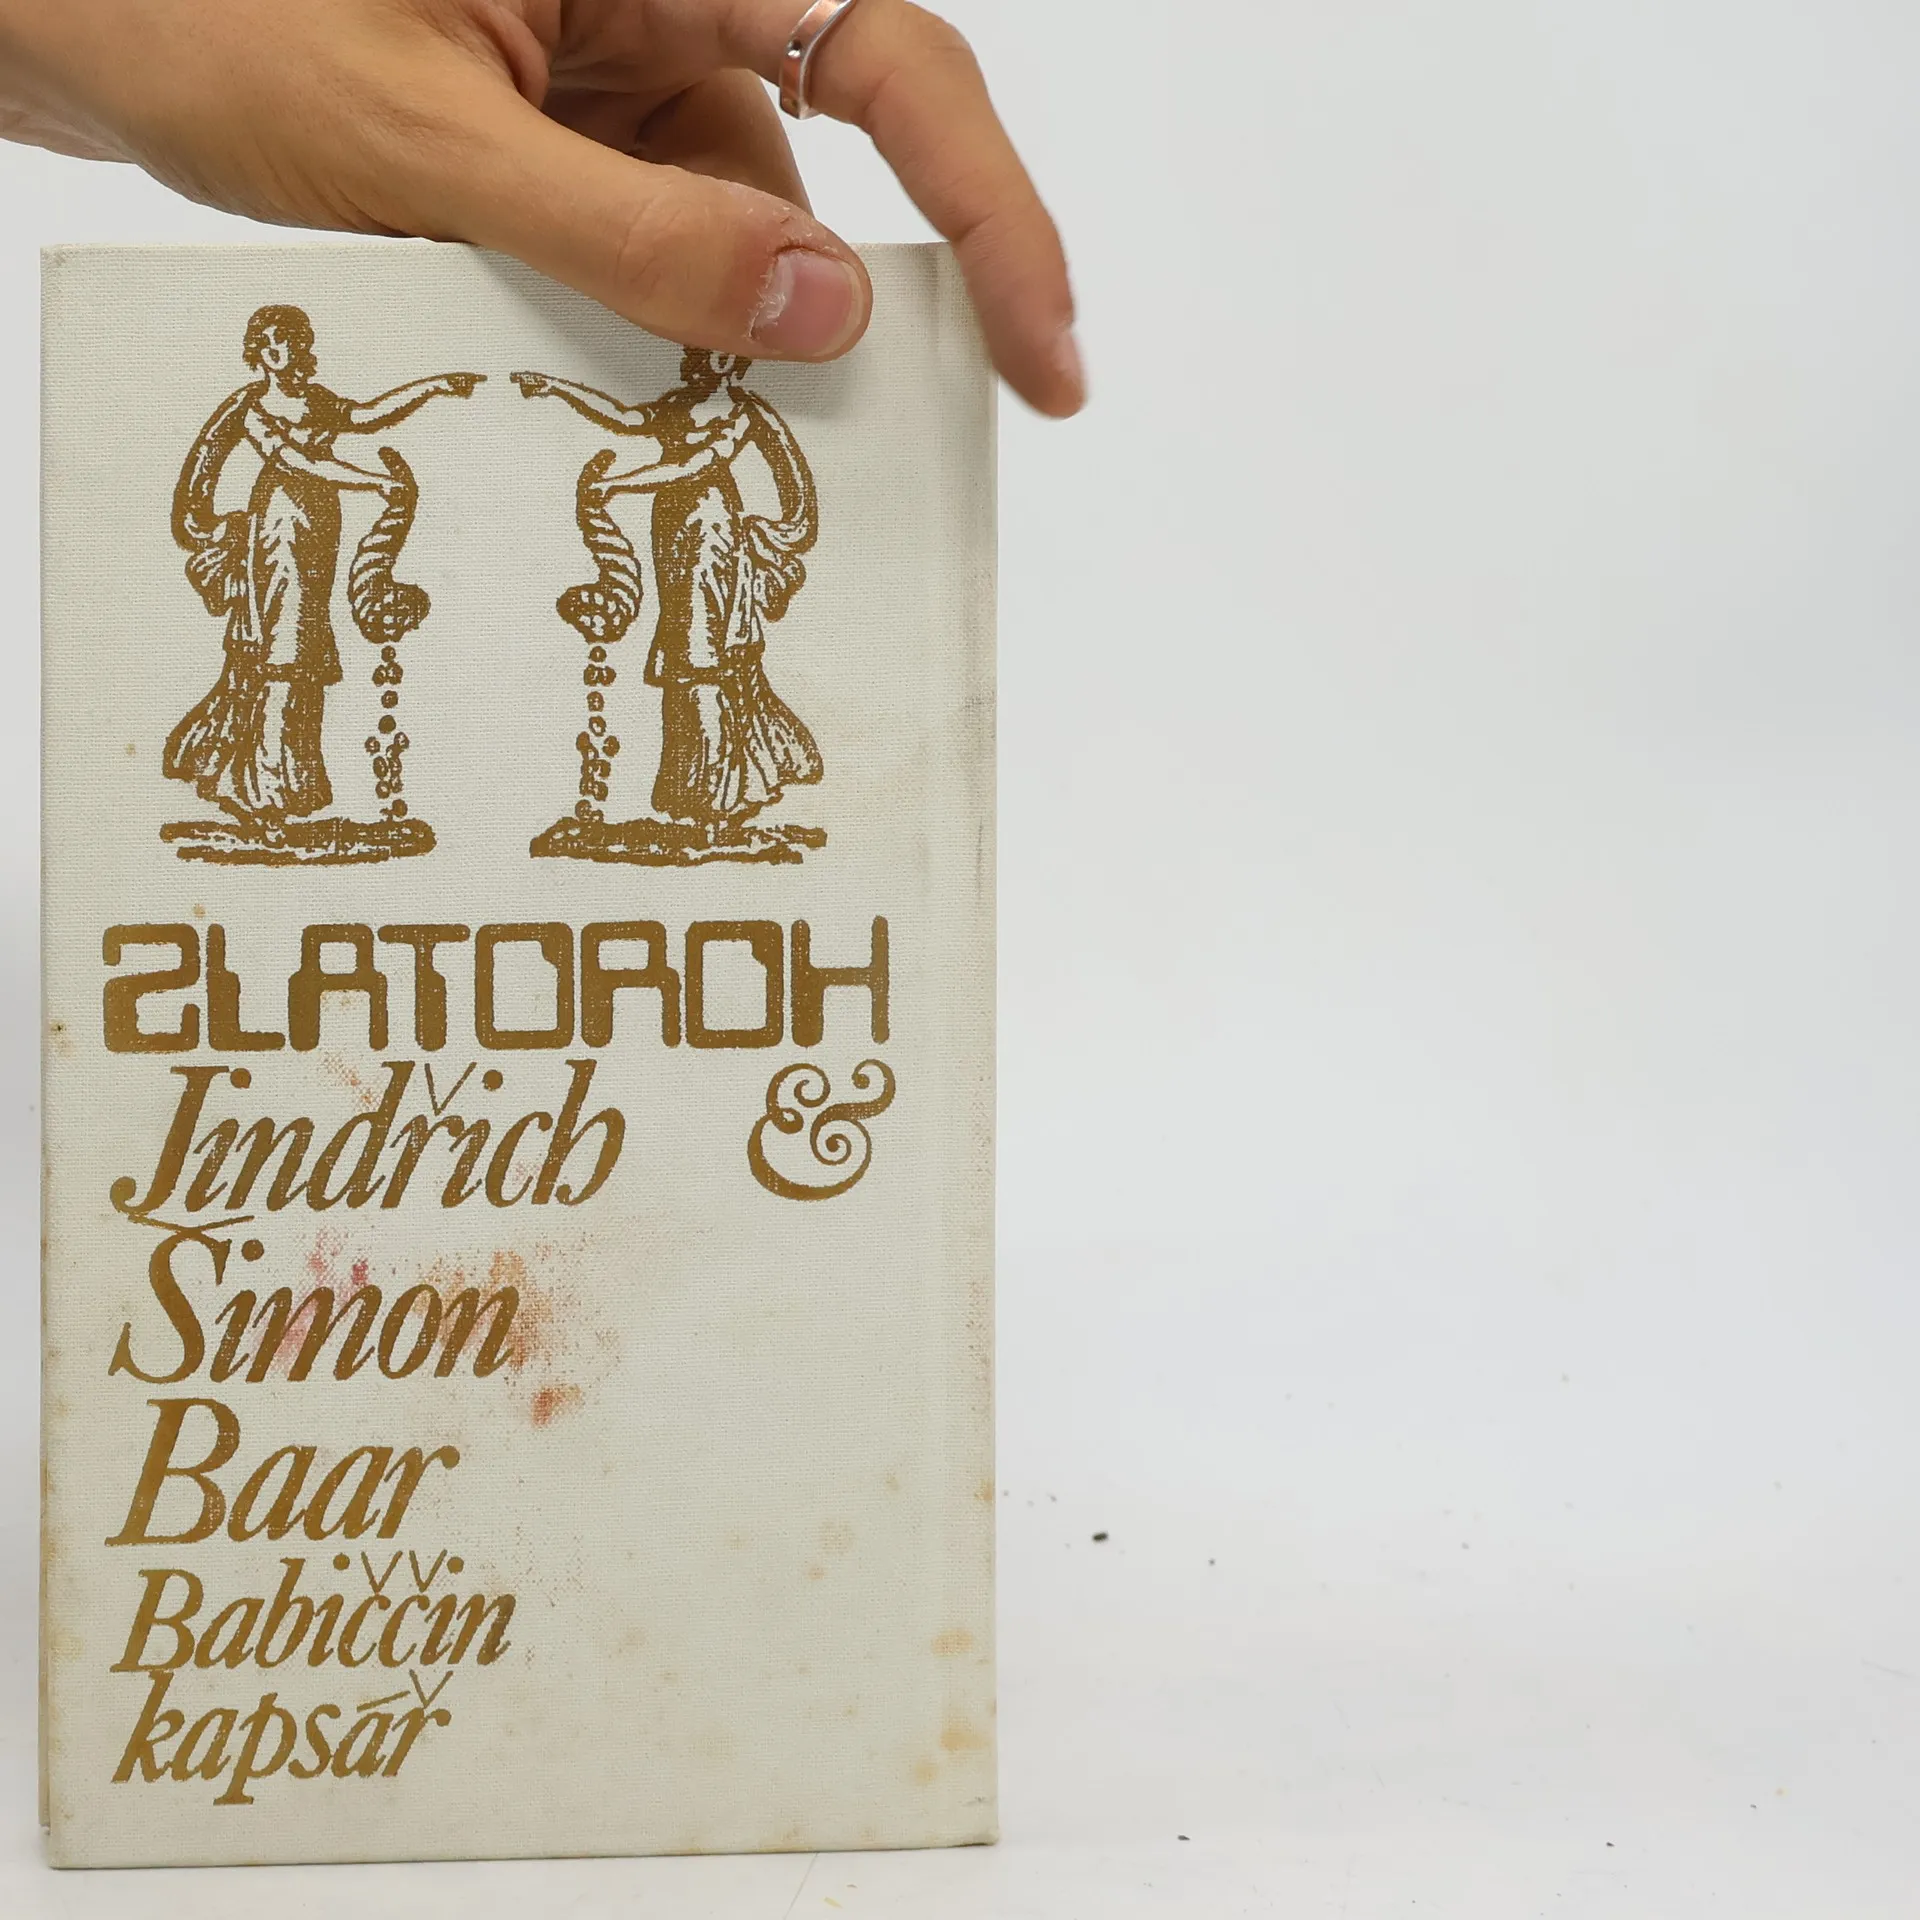 ZLATOROH
Jindřich &
Šimon
Baar
Babiččin
kapsář